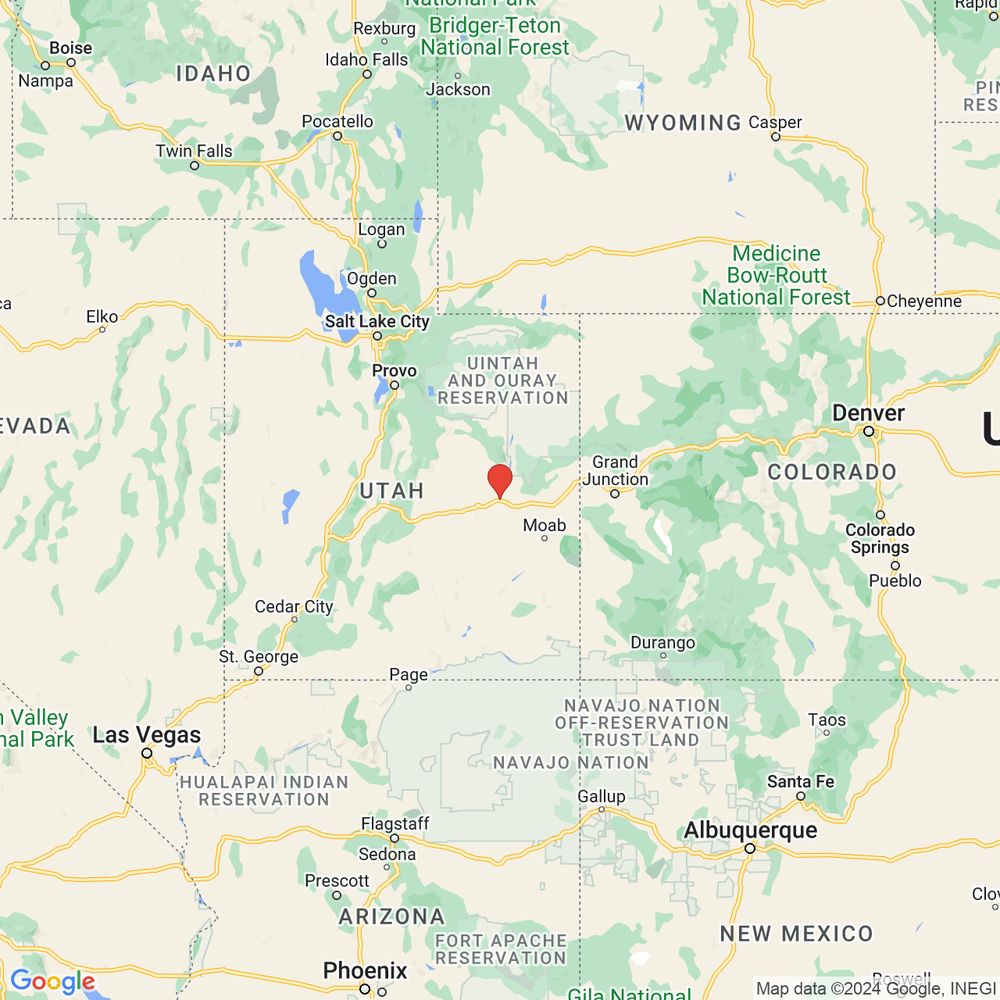 National Park
Bridger-Teton
National Forest
Rexburg
Rapid
Boise
Nampa
IDAHO
Idaho Falls
Jackson
PIN
RES
WYOMING
Casper
Pocatello
Twin Falls
Logan
Medicine
Bow-Routt
National Forest
Ogden
Cheyenne
ca
Elko
Salt Lake City
Provo
UINTAH
AND OURAY
RESERVATION
Denver
U
EVADA
Grand
Junction
COLORADO
UTAH
Moab
Colorado
Springs
Pueblo
Cedar City
Durango
St. George
Page
n Valley
nal Park
NAVAJO NATION
OFF-RESERVATION
TRUST LAND
Taos
Las Vegas
NAVAJO NATION
HUALAPAI INDIAN
RESERVATION
Santa Fe
Gallup
Flagstaff
Albuquerque
Sedona
Prescott
Clov
ARIZONA
NEW MEXICO
FORT APACHE
RESERVATION
Phoenix
Roswell
Gila National
Google
Map data ©2024 Google, INEGI